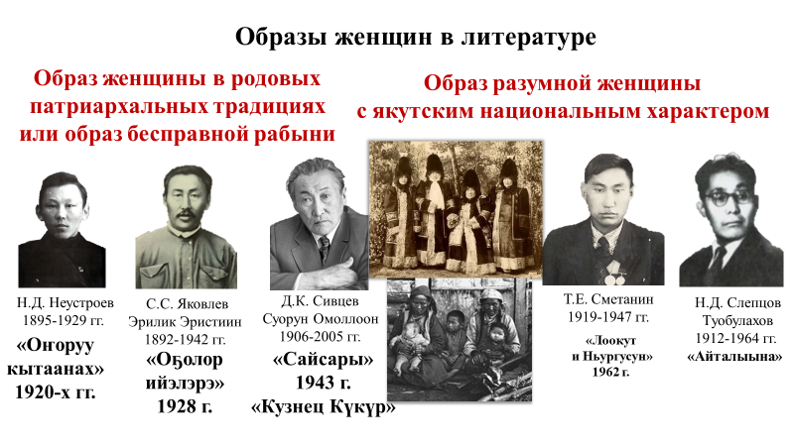 Образы женщин в литературе
Образ женщины в родовых
патриархальных традициях
или образ бесправной рабыни
Образ разумной женщины
с якутским национальным характером
Н.Д. Неустроев
1895-1929 гг.
«Оҥоруу
кытаанах»
1920-х гг.
С.С. Яковлев
Эрилик Эристиин
1892-1942 гг.
«Оҕолор
ийэлэрэ»
1928 г.
Д.К. Сивцев
Суорун Омоллоон
1906-2005 гг.
«Сайсары»
1943 г.
«Кузнец Күкүр»
Т.Е. Сметанин
1919-1947 гг.
«Лоокут
и Ньургусун»
1962 г.
Н.Д. Слепцов
Туобулахов
1912-1964 гг.
«Айталыына»